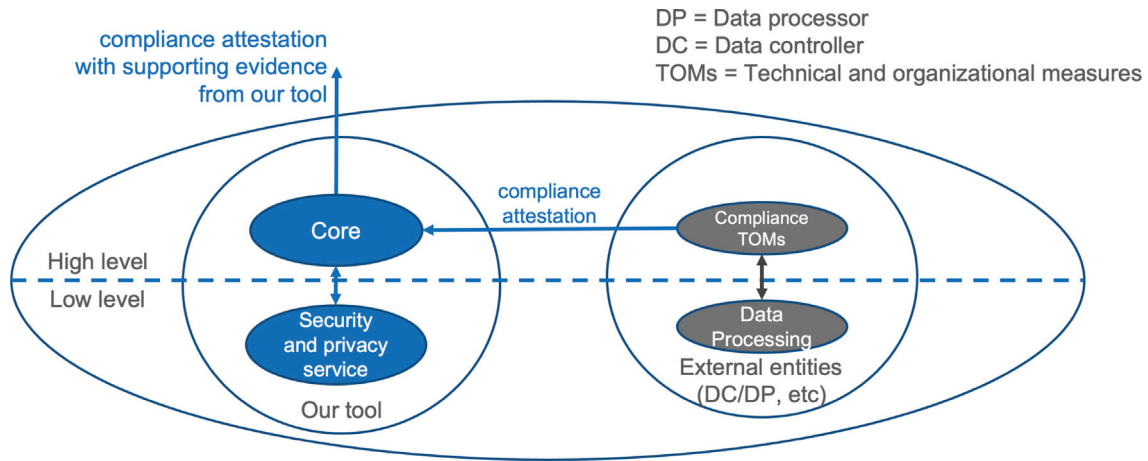 compliance attestation
with supporting evidence
from our tool
DP = Data processor
DC = Data controller
TOMs = Technical and organizational measures
compliance
attestation
Core
Compliance
TOMs
High level
Low level
Security
and privacy
service
Data
Processing
Our tool
External entities
(DC/DP, etc)